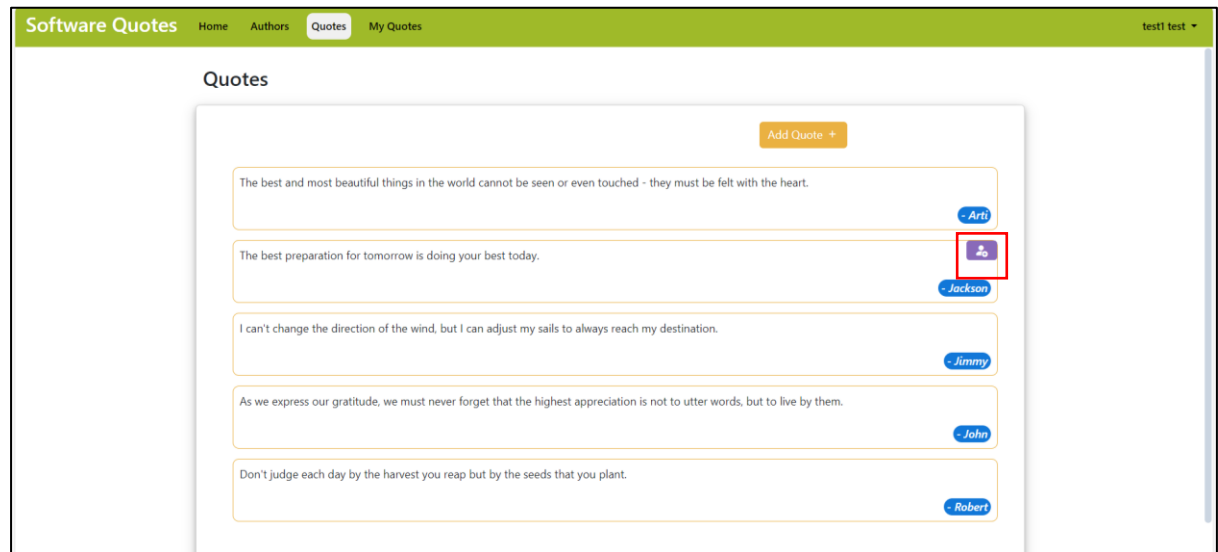 Software Quotes Home Authors Quotes My Quotes test1 test
Quotes
Add Quote +
The best and most beautiful things in the world cannot be seen or even touched - they must be felt with the heart.
- Arti
The best preparation for tomorrow is doing your best today.
- Jackson
I can't change the direction of the wind, but I can adjust my sails to always reach my destination.
- Jimmy
As we express our gratitude, we must never forget that the highest appreciation is not to utter words, but to live by them.
- John
Don't judge each day by the harvest you reap but by the seeds that you plant.
- Robert